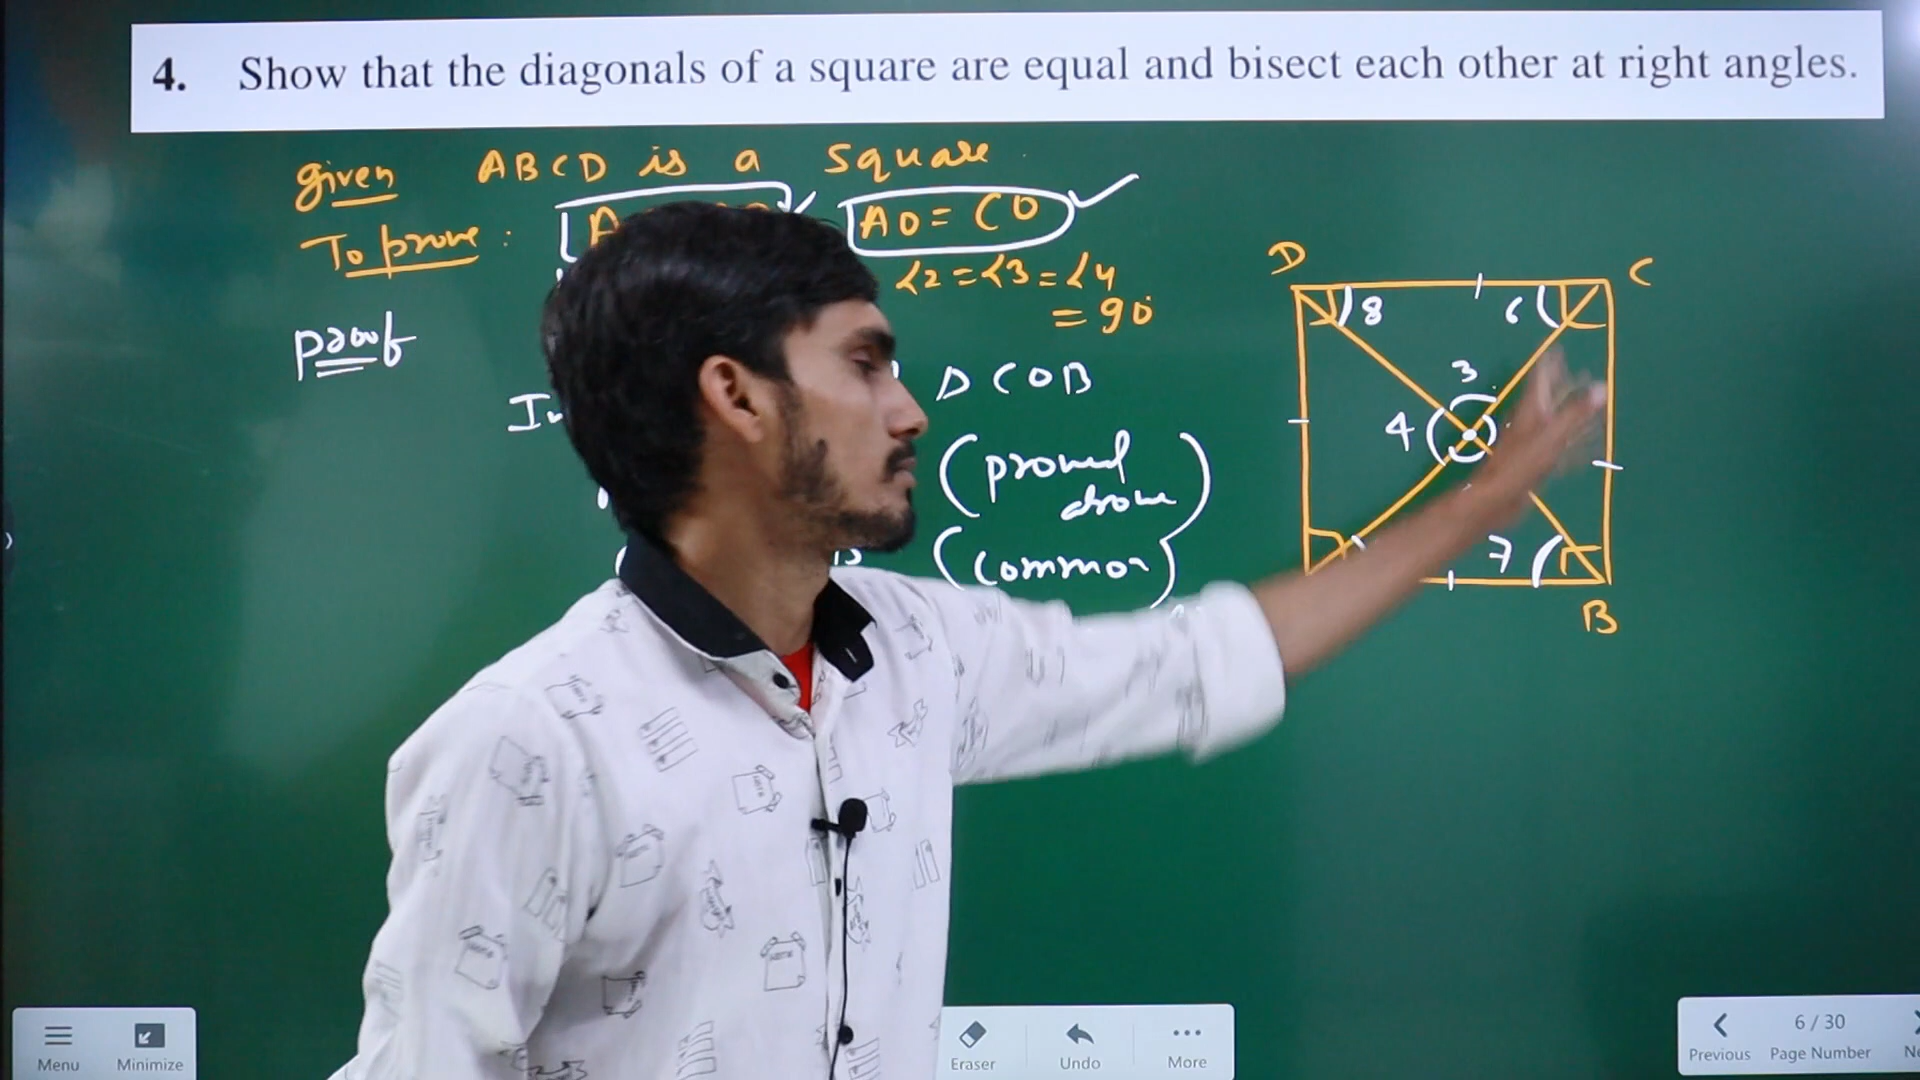 4. Show that the diagonals of a square are equal and bisect each other at right angles.
given ABCD is a square
To prove: AO = CO
∠2 = ∠3 = ∠4
= 90°
proof
D C O B
(proved above)
(common)
D
C
8
6
3
4
7
B
Menu
Minimize
Eraser
Undo
More
Previous
6 / 30
Page Number